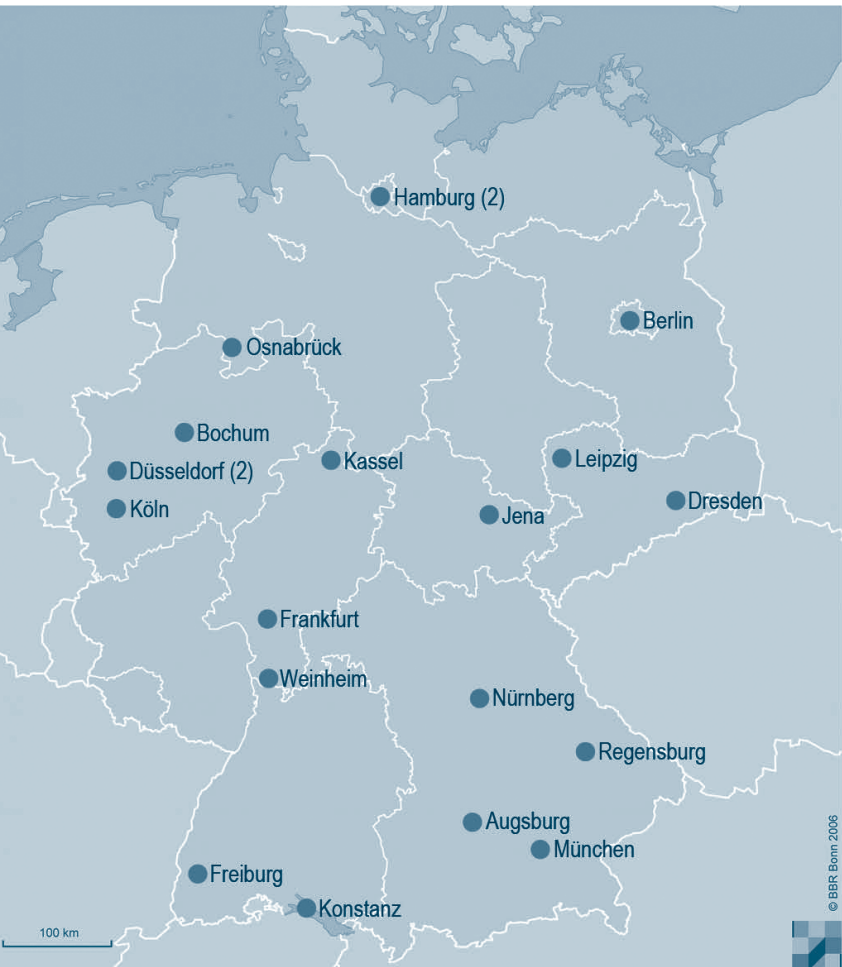 Hamburg (2)
Berlin
Osnabrück
Bochum
Düsseldorf (2)
Köln
Kassel
Leipzig
Dresden
Jena
Frankfurt
Weinheim
Nürnberg
Regensburg
Augsburg
München
Freiburg
Konstanz
100 km
© BBR Bonn 2006